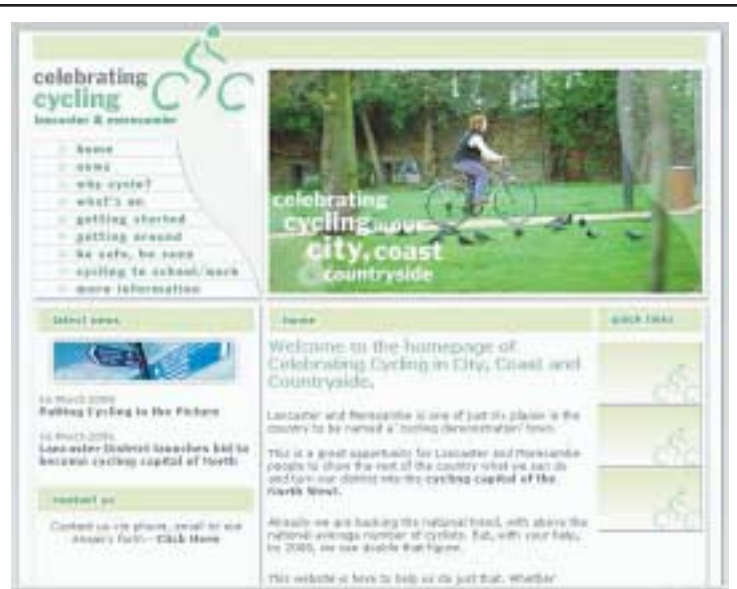 celebrating
cycling
lancaster & morecambe
home
news
why cycle?
what's on
getting started
getting around
be safe, be seen
cycling to school/work
more information
celebrating
cycling in our
city, coast
& countryside
latest news
Putting Cycling in the Picture
Lancaster District launches bid to
become cycling capital of North
contact us
Contact us via phone, email or our
enquiry form - Click Here
home
Welcome to the homepage of
Celebrating Cycling in City, Coast and
Countryside.
Lancaster and Morecambe is one of just six places in the
country to be named a 'cycling demonstration' town.
This is a great opportunity for Lancaster and Morecambe
people to show the rest of the country what we can do
and turn our district into the cycling capital of the
North West.
Already we are bucking the national trend, with above the
national average number of cyclists. But, with your help,
by 2008, we can double that figure.
This website is here to help us do just that. Whether
quick links